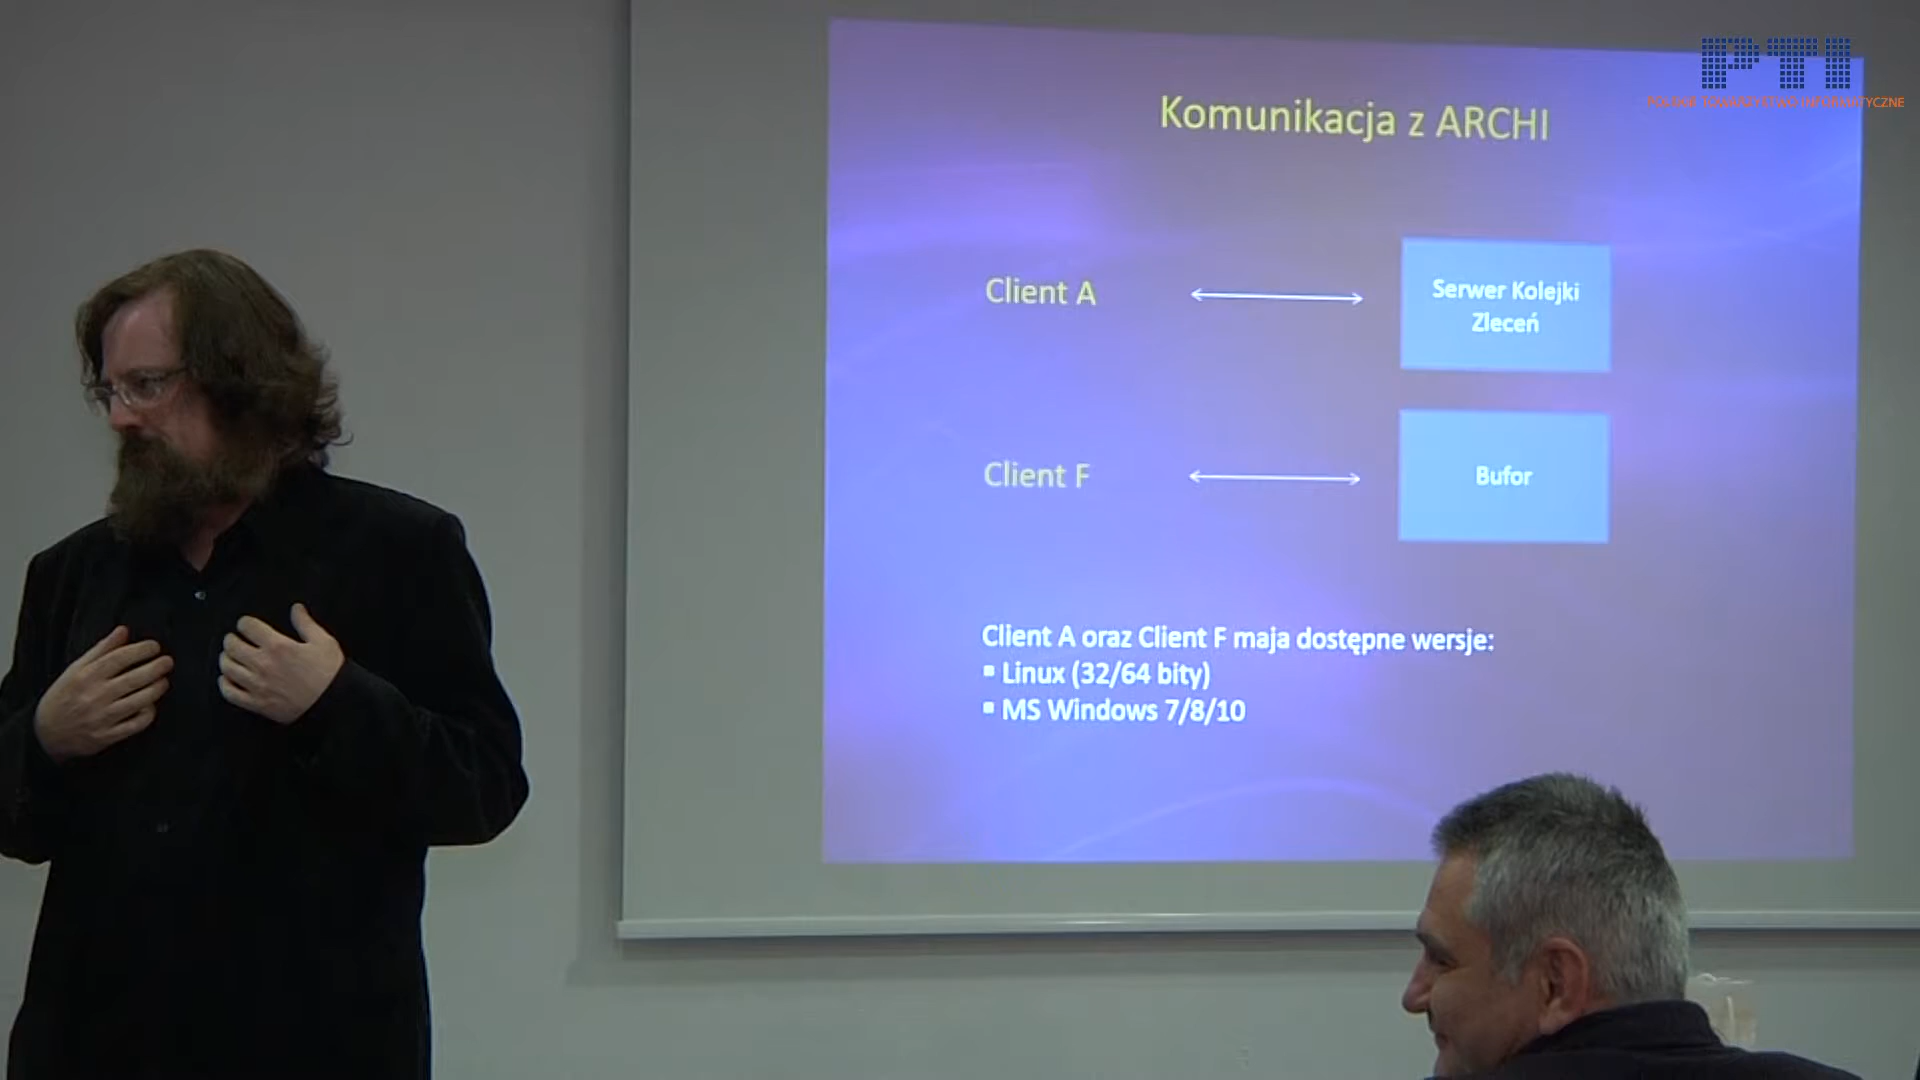 PTI
POLSKIE TOWARZYSTWO INFORMATYCZNE
Komunikacja z ARCHI
Client A
Serwer Kolejki
Zleceń
Client F
Bufor
Client A oraz Client F maja dostępne wersje:
▪ Linux (32/64 bity)
▪ MS Windows 7/8/10